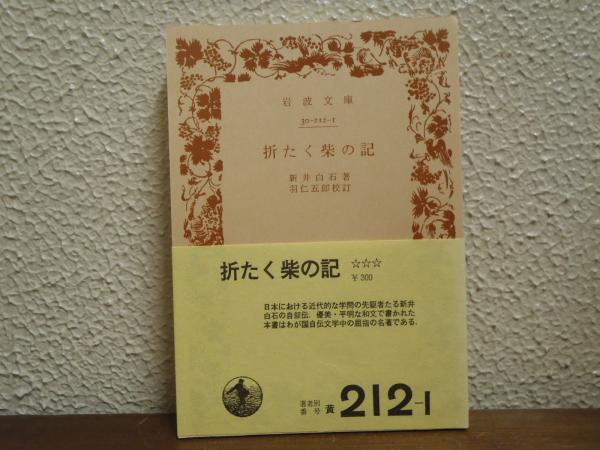 岩波文庫
30-212-1
折たく柴の記
新井白石著
羽仁五郎校訂
折たく柴の記 ☆☆☆
￥300
日本における近代的な学問の先駆者たる新井
白石の自叙伝．優美・平明な和文で書かれた
本書はわが国自伝文学中の屈指の名著である．
著者別
番号 黄 212-1